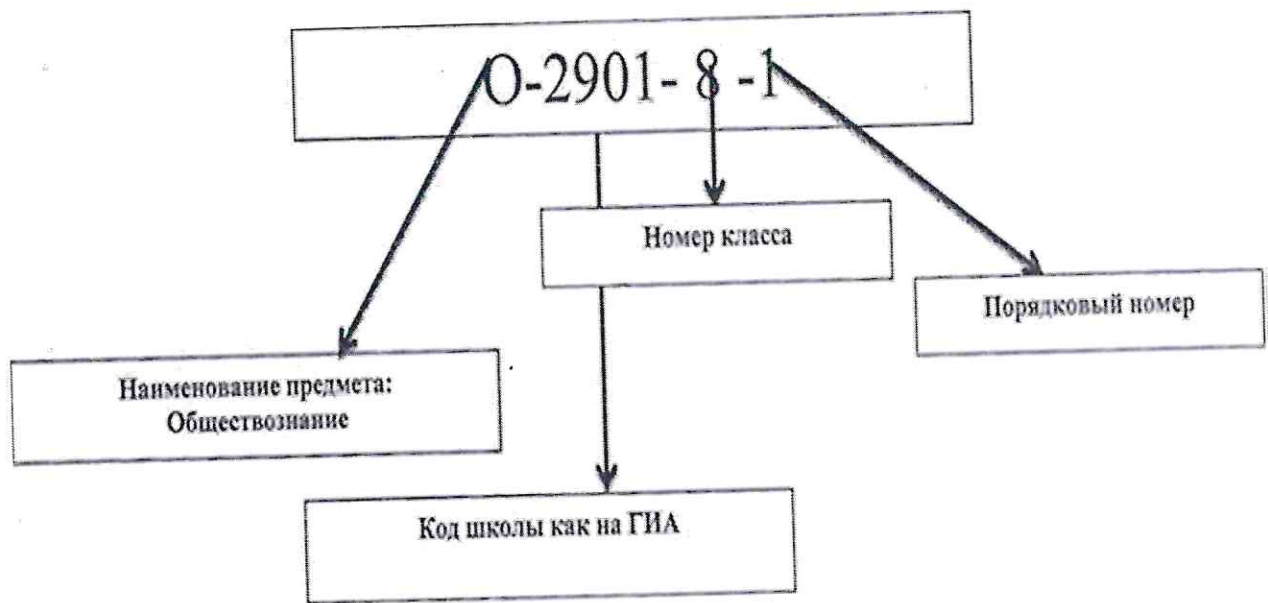 О-2901- 8 -1
Номер класса
Порядковый номер
Наименование предмета:
Обществознание
Код школы как на ГИА